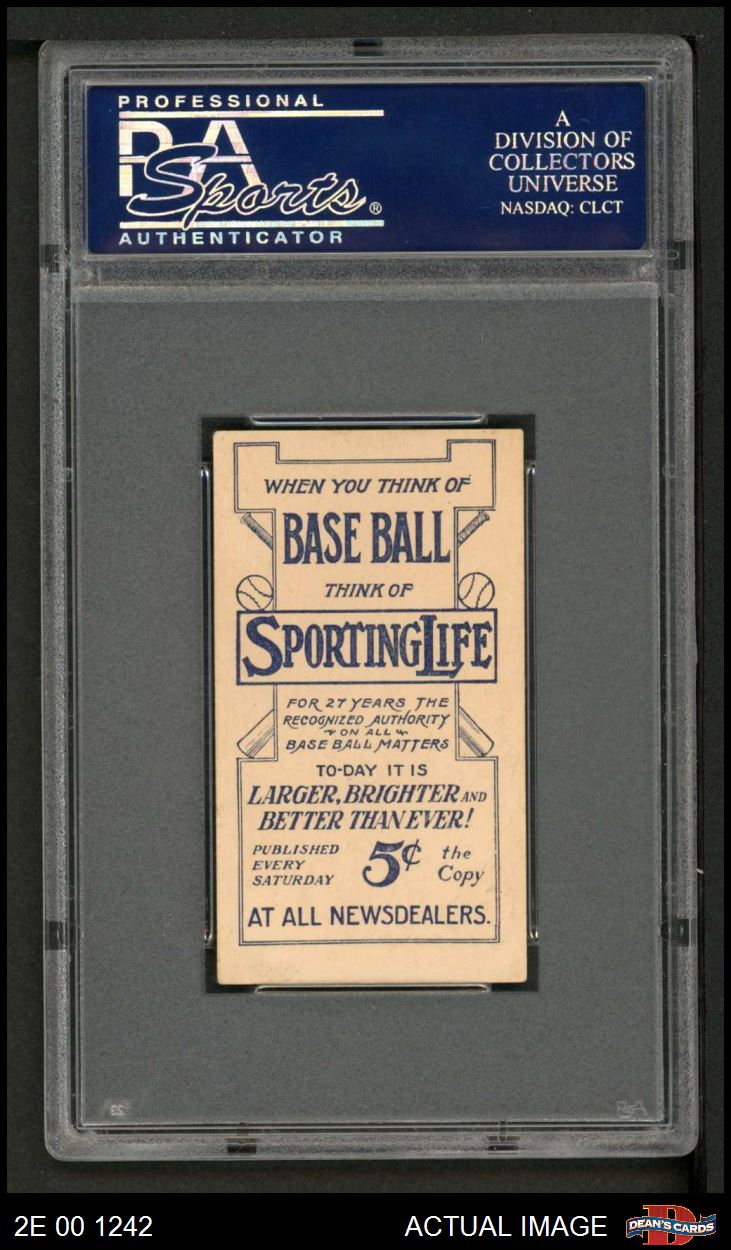 PROFESSIONAL
PSA
Sports®
AUTHENTICATOR
A
DIVISION OF
COLLECTORS
UNIVERSE
NASDAQ: CLCT
WHEN YOU THINK OF
BASE BALL
THINK OF
SPORTING LIFE
FOR 27 YEARS THE
RECOGNIZED AUTHORITY
ON ALL
BASE BALL MATTERS
TO-DAY IT IS
LARGER, BRIGHTER AND
BETTER THAN EVER!
PUBLISHED
EVERY
SATURDAY
5¢
the
Copy
AT ALL NEWSDEALERS.
2E 00 1242
ACTUAL IMAGE
DEAN'S CARDS